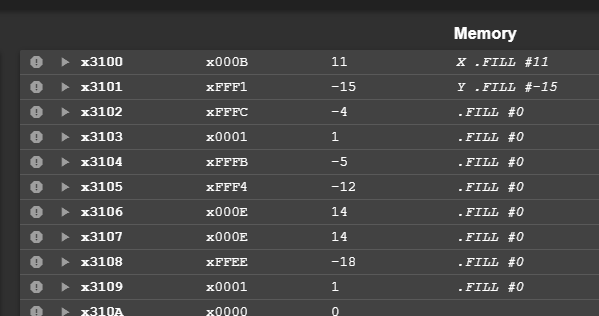 Memory
x3100 x000B 11 X .FILL #11
x3101 xFFF1 -15 Y .FILL #-15
x3102 xFFFC -4 .FILL #0
x3103 x0001 1 .FILL #0
x3104 xFFFB -5 .FILL #0
x3105 xFFF4 -12 .FILL #0
x3106 x000E 14 .FILL #0
x3107 x000E 14 .FILL #0
x3108 xFFEE -18 .FILL #0
x3109 x0001 1 .FILL #0
x310A x0000 0